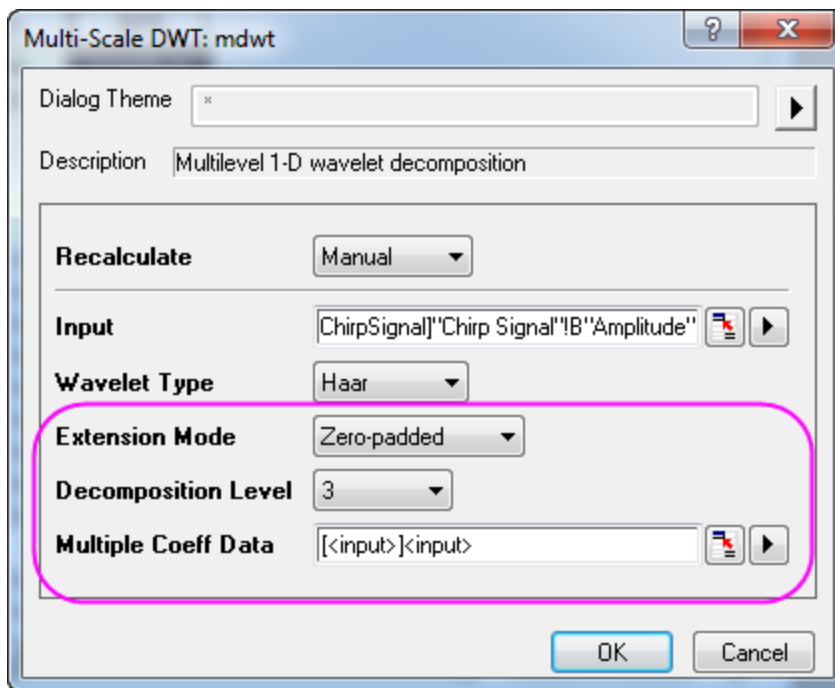 Multi-Scale DWT: mdwt
?
Dialog Theme *
Description Multilevel 1-D wavelet decomposition
Recalculate Manual
Input ChirpSignal]"Chirp Signal"!B"Amplitude"
Wavelet Type Haar
Extension Mode Zero-padded
Decomposition Level 3
Multiple Coeff Data [<input>]<input>
OK Cancel